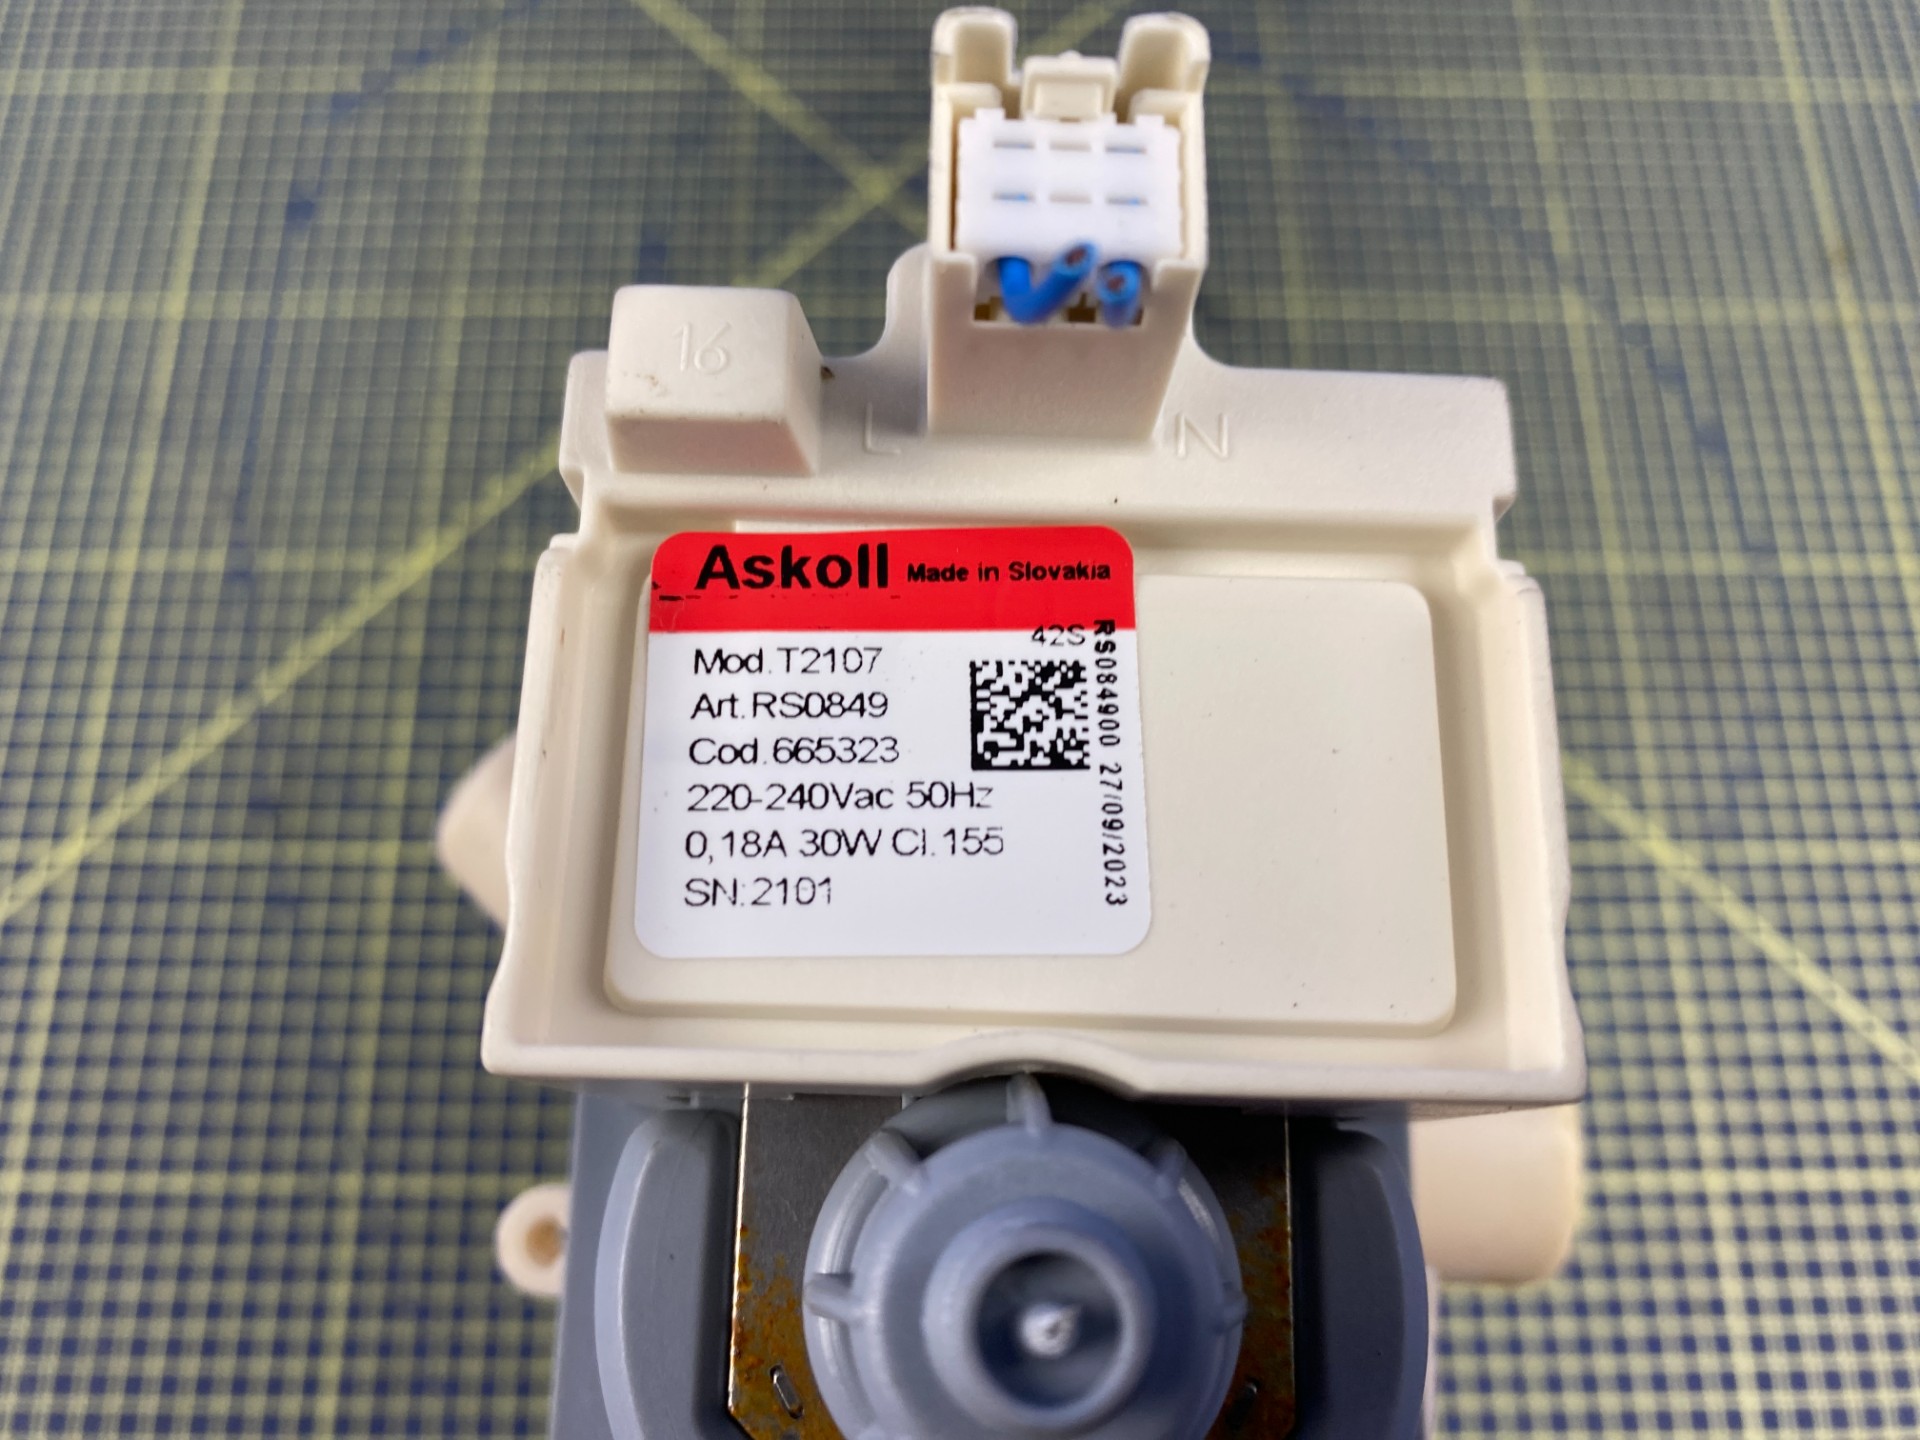 16
L
N
Askoll Made in Slovakia
42S
Mod.T2107
Art.RS0849
Cod.665323
220-240Vac 50Hz
0,18A 30W Cl.155
SN:2101
RS084900 27/09/2023